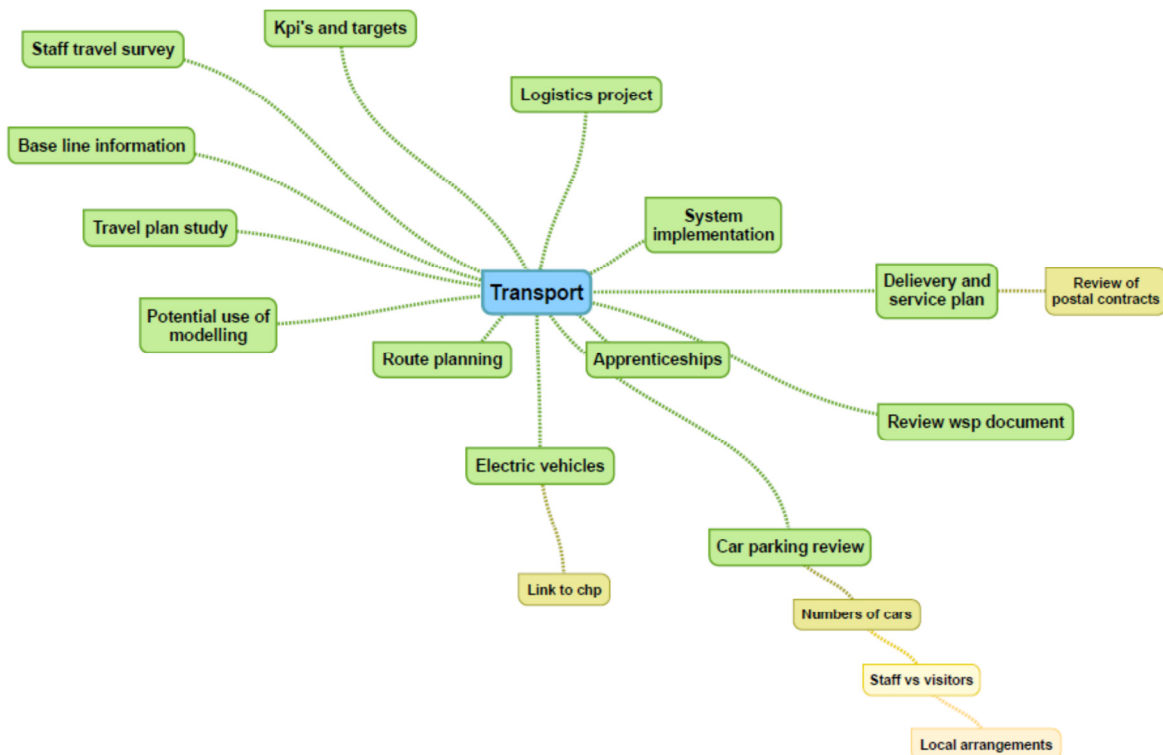 Kpi's and targets
Staff travel survey
Logistics project
Base line information
Travel plan study
System
implementation
Transport
Delievery and
service plan
Review of
postal contracts
Potential use of
modelling
Route planning
Apprenticeships
Review wsp document
Electric vehicles
Car parking review
Link to chp
Numbers of cars
Staff vs visitors
Local arrangements